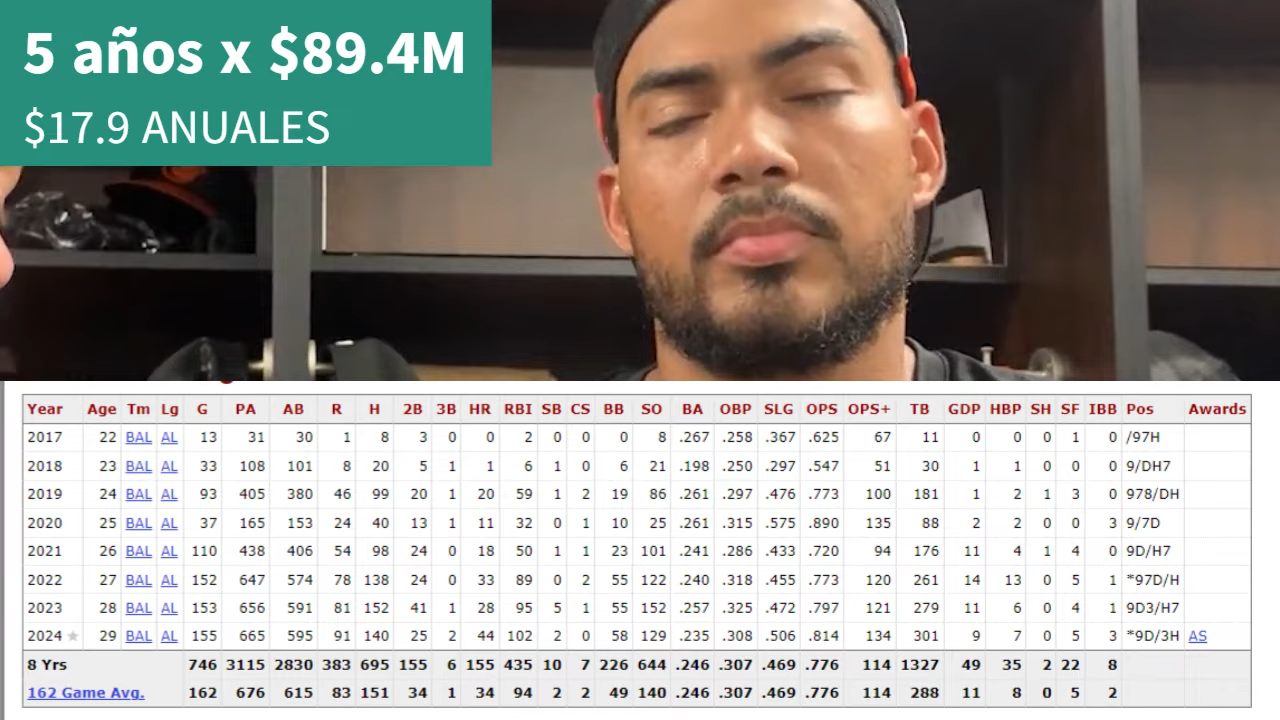 5 años x $89.4M
$17.9 ANUALES
Year Age Tm Lg G PA AB R H 2B 3B HR RBI SB CS BB SO BA OBP SLG OPS OPS+ TB GDP HBP SH SF IBB Pos Awards
2017 22 BAL AL 13 31 30 1 8 3 0 0 2 0 0 0 8 .267 .258 .367 .625 67 11 0 0 0 1 0 /97H
2018 23 BAL AL 33 108 101 8 20 5 1 1 6 1 0 6 21 .198 .250 .297 .547 51 30 1 1 0 0 0 9/DH7
2019 24 BAL AL 93 405 380 46 99 20 1 20 59 1 2 19 86 .261 .297 .476 .773 100 181 1 2 1 3 0 978/DH
2020 25 BAL AL 37 165 153 24 40 13 1 11 32 0 1 10 25 .261 .315 .575 .890 135 88 2 2 0 0 3 9/7D
2021 26 BAL AL 110 438 406 54 98 24 0 18 50 1 1 23 101 .241 .286 .433 .720 94 176 11 4 1 4 0 9D/H7
2022 27 BAL AL 152 647 574 78 138 24 0 33 89 0 2 55 122 .240 .318 .455 .773 120 261 14 13 0 5 1 *97D/H
2023 28 BAL AL 153 656 591 81 152 41 1 28 95 5 1 55 152 .257 .325 .472 .797 121 279 11 6 0 4 1 9D3/H7
2024 ★ 29 BAL AL 155 665 595 91 140 25 2 44 102 2 0 58 129 .235 .308 .506 .814 134 301 9 7 0 5 3 *9D/3H AS
8 Yrs 746 3115 2830 383 695 155 6 155 435 10 7 226 644 .246 .307 .469 .776 114 1327 49 35 2 22 8
162 Game Avg. 162 676 615 83 151 34 1 34 94 2 2 49 140 .246 .307 .469 .776 114 288 11 8 0 5 2